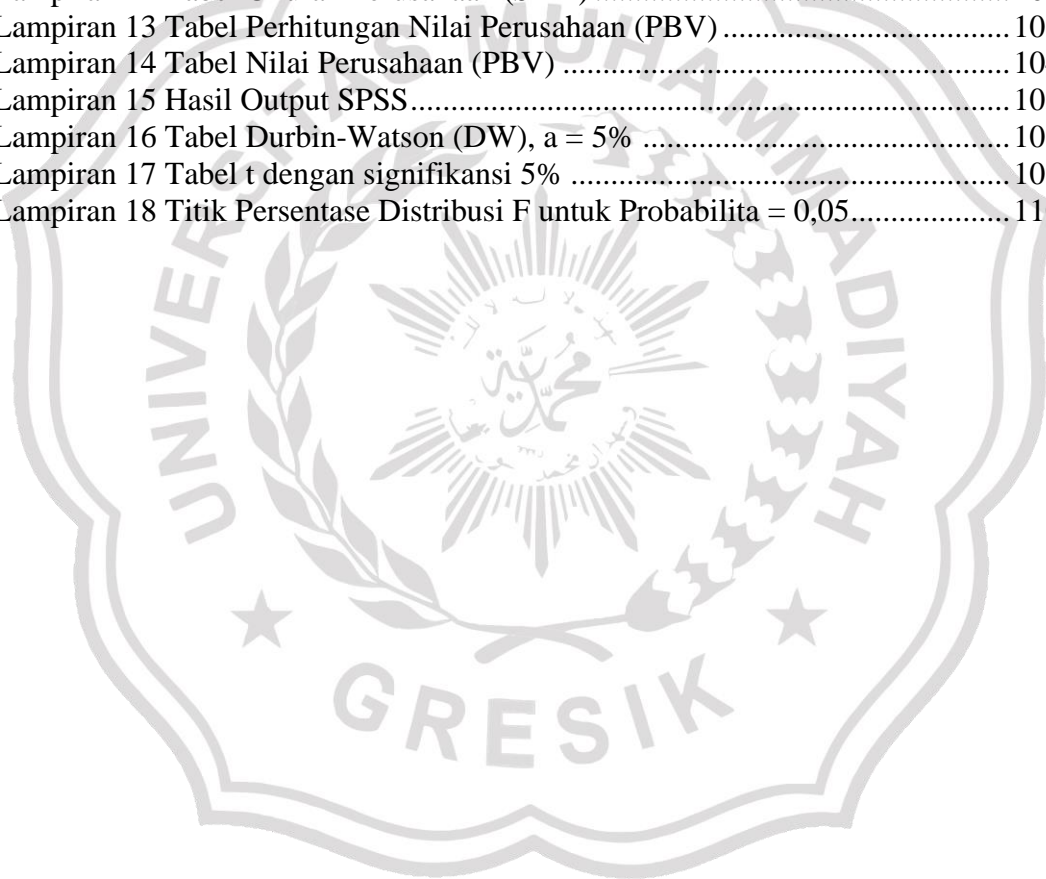 Lampiran 13 Tabel Perhitungan Nilai Perusahaan (PBV) .................................. 10
Lampiran 14 Tabel Nilai Perusahaan (PBV) ..................................................... 10
Lampiran 15 Hasil Output SPSS....................................................................... 10
Lampiran 16 Tabel Durbin-Watson (DW), a = 5% ........................................... 10
Lampiran 17 Tabel t dengan signifikansi 5% .................................................... 10
Lampiran 18 Titik Persentase Distribusi F untuk Probabilita = 0,05................... 11
UNIVERSITAS MUHAMMADIYAH
GRESIK